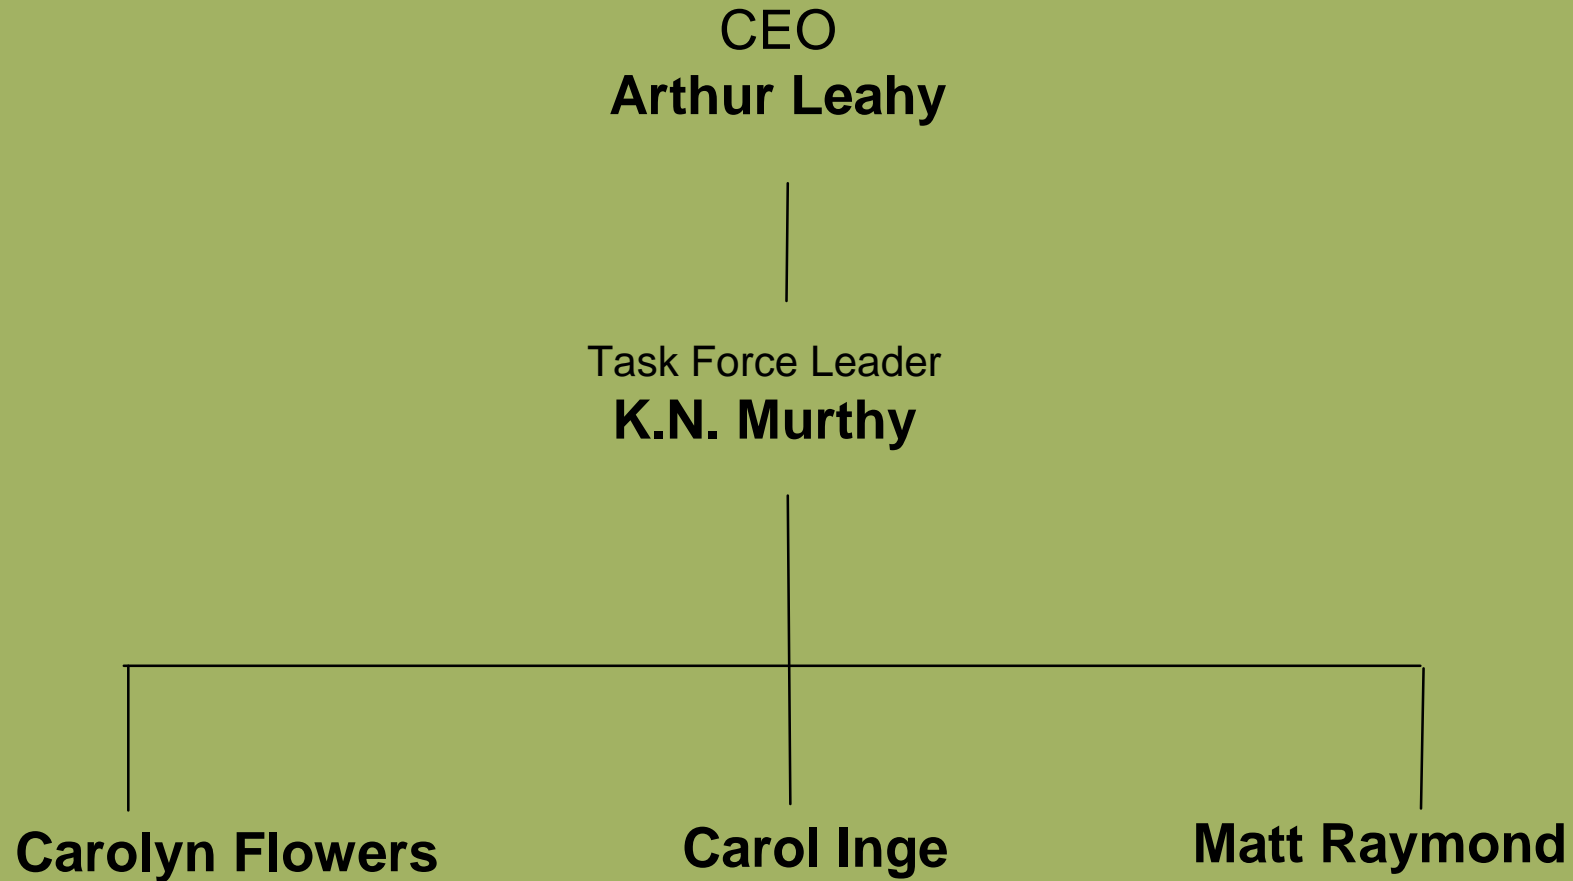 CEO
Arthur Leahy
Task Force Leader
K.N. Murthy
Carolyn Flowers
Carol Inge
Matt Raymond